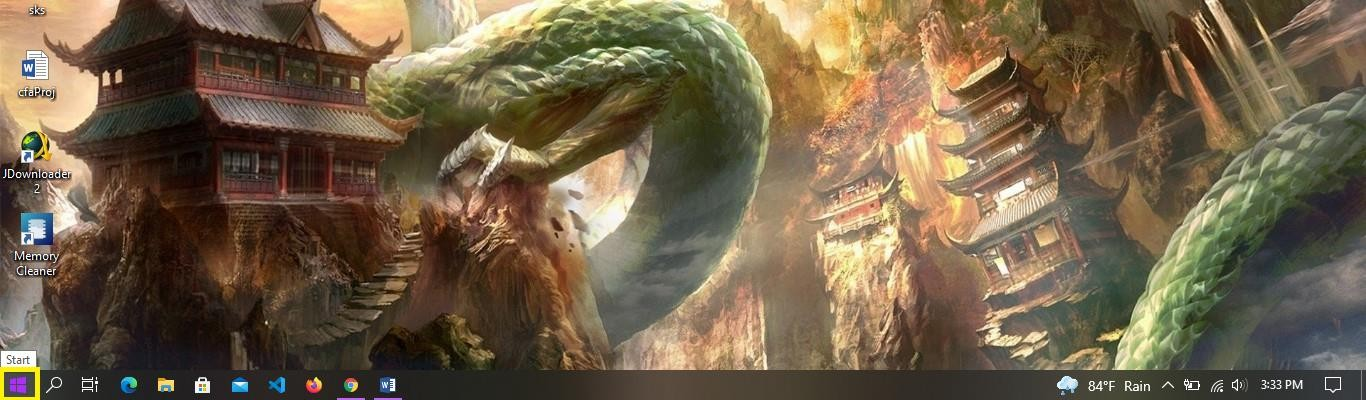 sks
cfaProj
JDownloader
2
Memory
Cleaner
Start
84°F Rain
3:33 PM